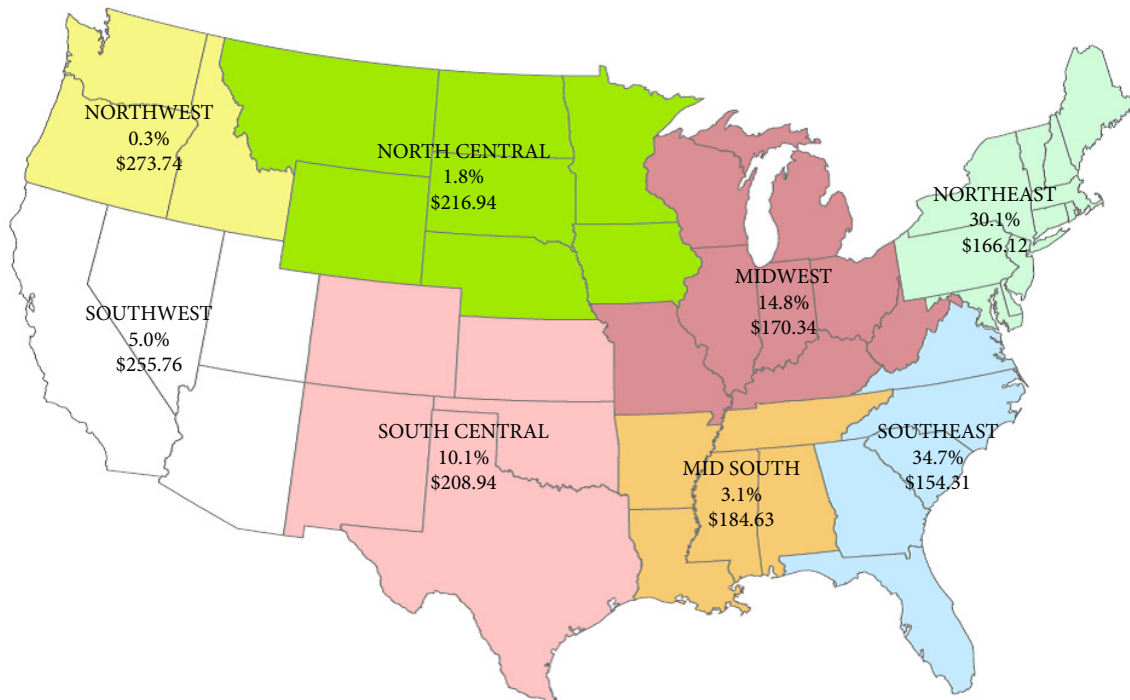 NORTHWEST
0.3%
$273.74
NORTH CENTRAL
1.8%
$216.94
NORTHEAST
30.1%
$166.12
MIDWEST
14.8%
$170.34
SOUTHWEST
5.0%
$255.76
SOUTH CENTRAL
10.1%
$208.94
MID SOUTH
3.1%
$184.63
SOUTHEAST
34.7%
$154.31